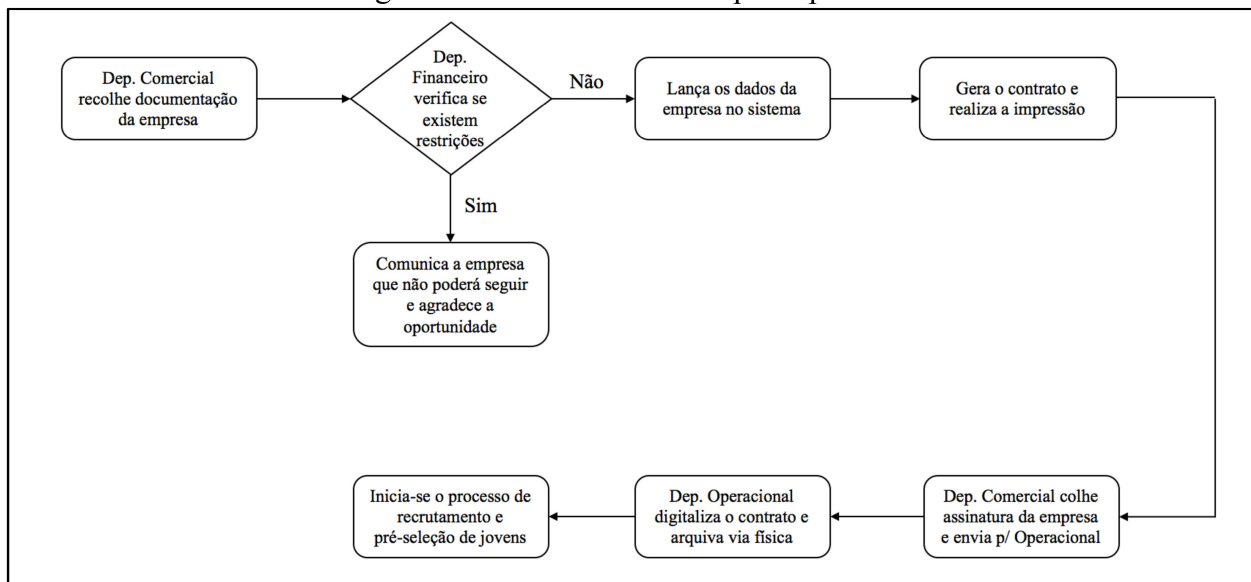 Dep. Comercial
recolhe documentação
da empresa
Dep.
Financeiro
verifica se
existem
restrições
Não
Lança os dados da
empresa no sistema
Gera o contrato e
realiza a impressão
Sim
Comunica a empresa
que não poderá seguir
e agradece a
oportunidade
Inicia-se o processo de
recrutamento e
pré-seleção de jovens
Dep. Operacional
digitaliza o contrato e
arquiva via física
Dep. Comercial colhe
assinatura da empresa
e envia p/ Operacional